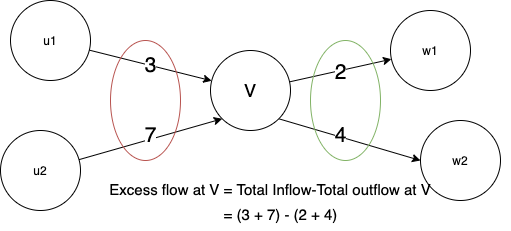 u1
w1
3
2
V
7
4
u2
w2
Excess flow at V = Total Inflow-Total outflow at V
= (3 + 7) - (2 + 4)